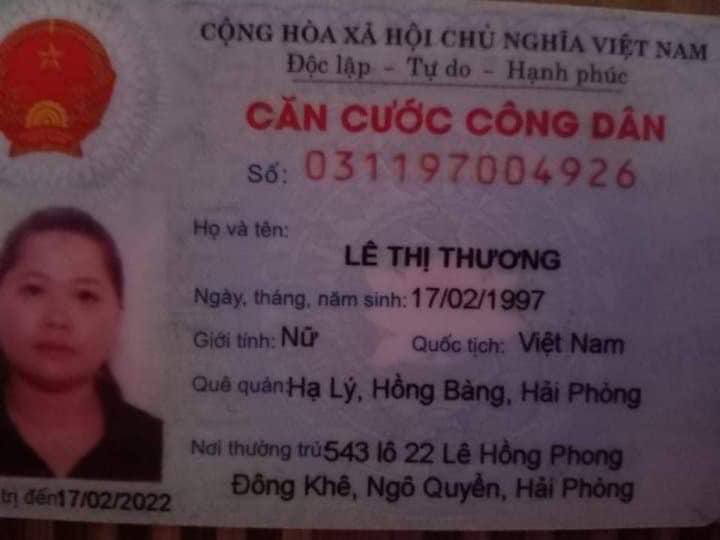 CỘNG HÒA XÃ HỘI CHỦ NGHĨA VIỆT NAM
Độc lập - Tự do - Hạnh phúc
CĂN CƯỚC CÔNG DÂN
Số: 031197004926
Họ và tên:
LÊ THỊ THƯƠNG
Ngày, tháng, năm sinh: 17/02/1997
Giới tính: Nữ Quốc tịch: Việt Nam
Quê quán: Hạ Lý, Hồng Bàng, Hải Phòng
Nơi thường trú: 543 lô 22 Lê Hồng Phong
Đông Khê, Ngô Quyền, Hải Phòng
trị đến 17/02/2022